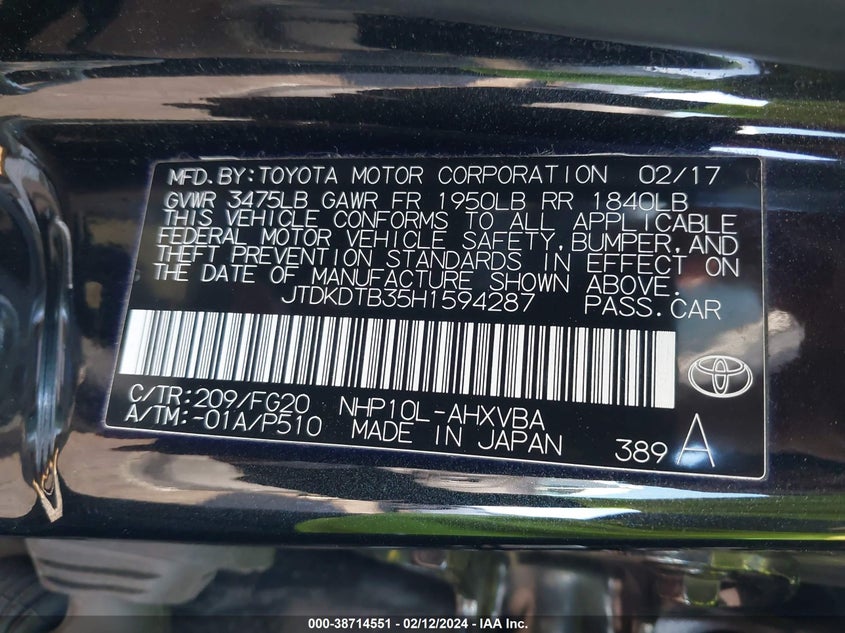 MFD.BY:TOYOTA MOTOR CORPORATION 02/17
GVWR 3475LB GAWR FR 1950LB RR 1840LB
THIS VEHICLE CONFORMS TO ALL APPLICABLE
FEDERAL MOTOR VEHICLE SAFETY,BUMPER,AND
THEFT PREVENTION STANDARDS IN EFFECT ON
THE DATE OF MANUFACTURE SHOWN ABOVE.
JTDKDTB35H1594287 PASS.CAR
C/TR:209/FG20 NHP10L-AHXVBA
A/TM:-01A/P510 MADE IN JAPAN 389 A
000-38714551 - 02/12/2024 - IAA Inc.